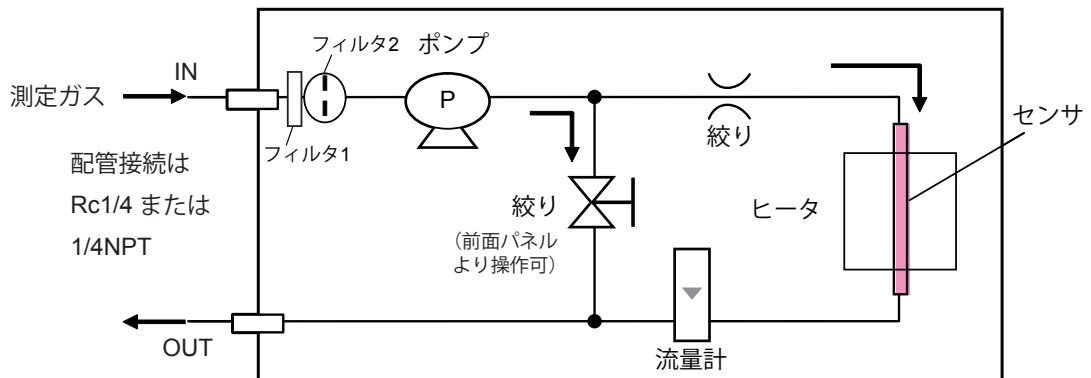 フィルタ2
ポンプ
IN
測定ガス
P
センサ
フィルタ1
絞り
配管接続は
Rc1/4 または
1/4NPT
絞り
（前面パネル
より操作可）
ヒータ
OUT
流量計